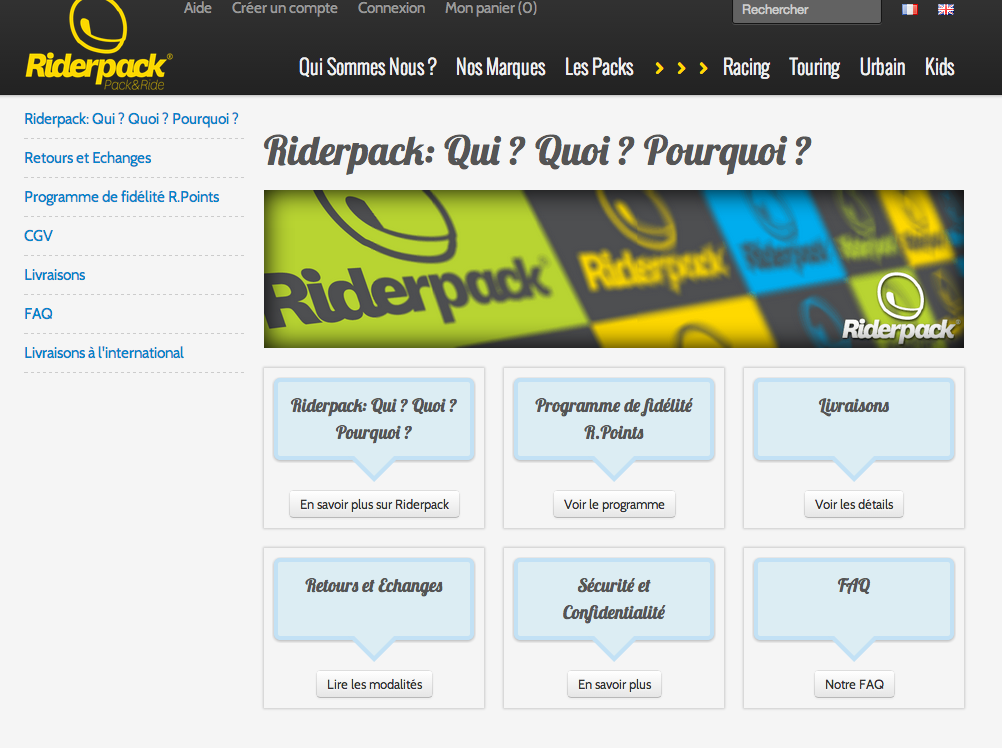 Aide Créer un compte Connexion Mon panier (0)
Rechercher
Riderpack®
Pack&Ride
Qui Sommes Nous ? Nos Marques Les Packs Racing Touring Urbain Kids
Riderpack: Qui ? Quoi ? Pourquoi ?
Retours et Echanges
Programme de fidélité R.Points
CGV
Livraisons
FAQ
Livraisons à l'international
Riderpack: Qui ? Quoi ? Pourquoi ?
Riderpack
Riderpack
Riderpack
Riderpack
Riderpack
Riderpack: Qui ? Quoi ?
Pourquoi ?
En savoir plus sur Riderpack
Programme de fidélité
R.Points
Voir le programme
Livraisons
Voir les détails
Retours et Echanges
Lire les modalités
Sécurité et
Confidentialité
En savoir plus
FAQ
Notre FAQ